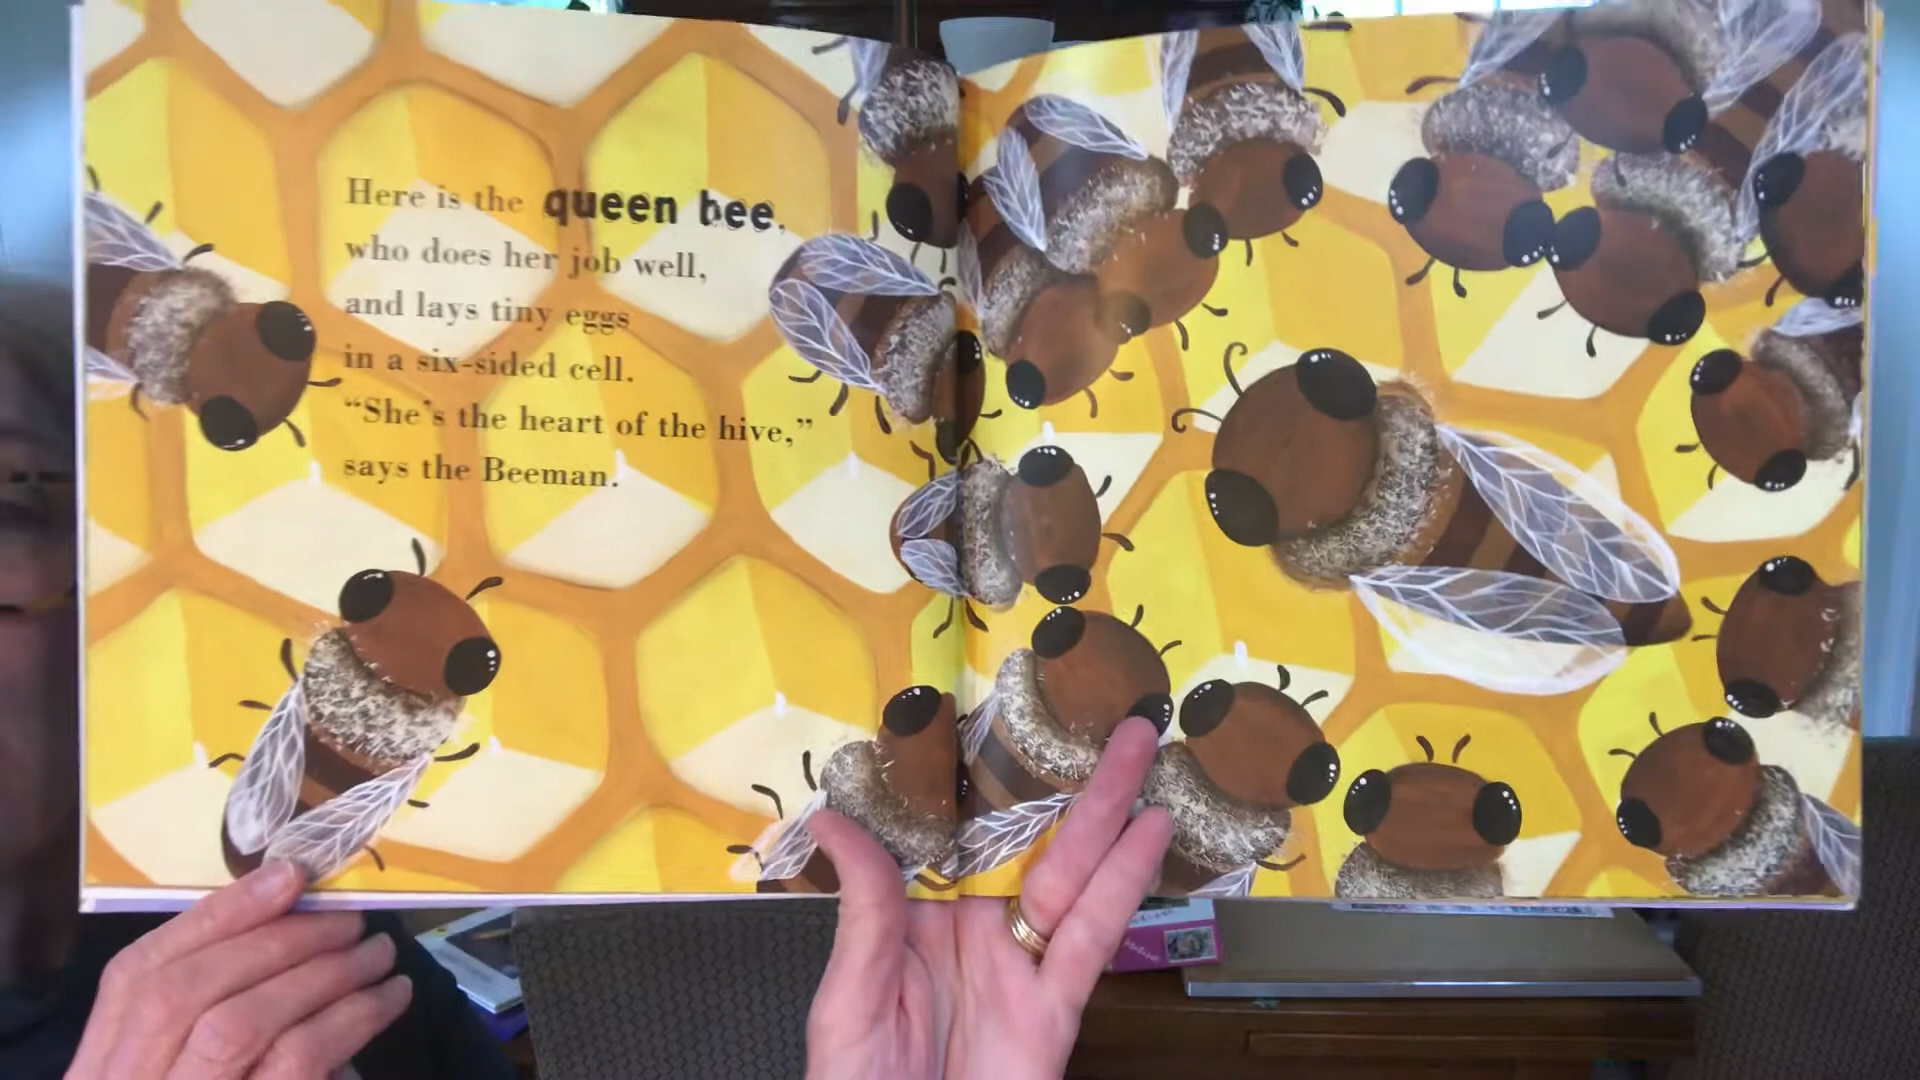 Here is the queen bee,
who does her job well,
and lays tiny eggs
in a six-sided cell.
“She’s the heart of the hive,”
says the Beeman.